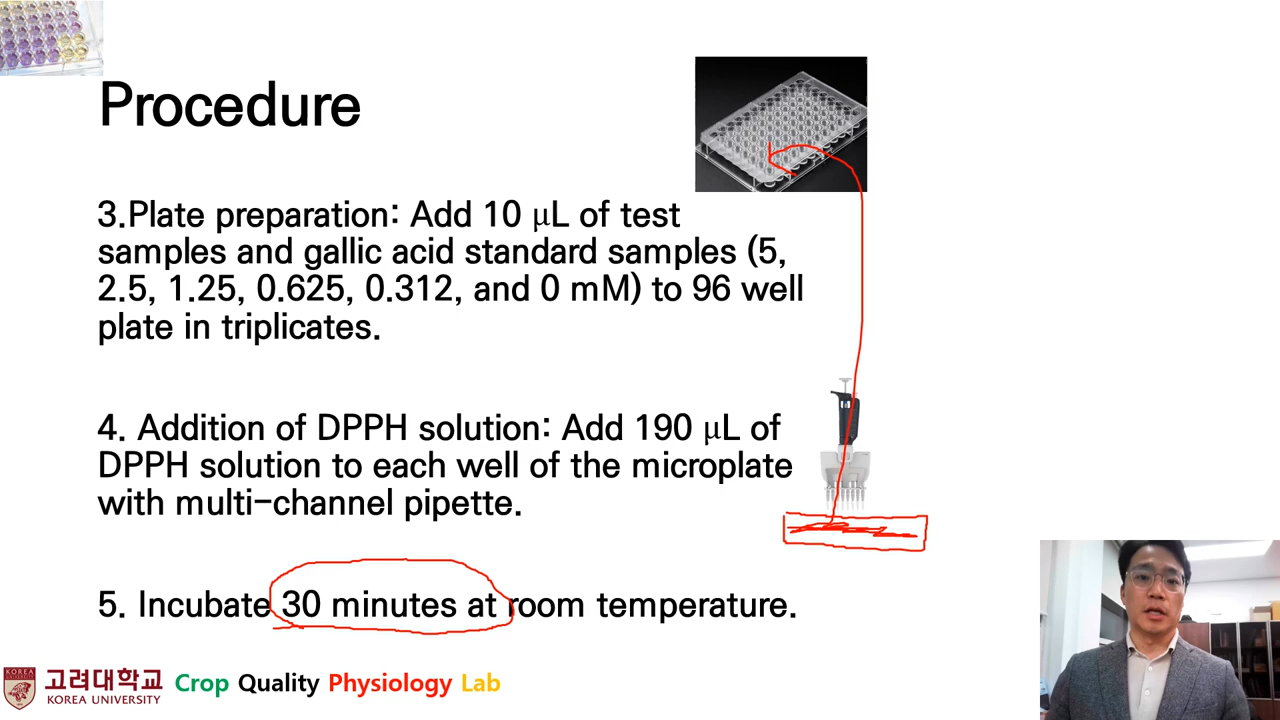 Procedure
3.Plate preparation: Add 10 μL of test
samples and gallic acid standard samples (5,
2.5, 1.25, 0.625, 0.312, and 0 mM) to 96 well
plate in triplicates.
4. Addition of DPPH solution: Add 190 μL of
DPPH solution to each well of the microplate
with multi-channel pipette.
5. Incubate 30 minutes at room temperature.
KOREA
고려대학교
KOREA UNIVERSITY
Crop Quality Physiology Lab